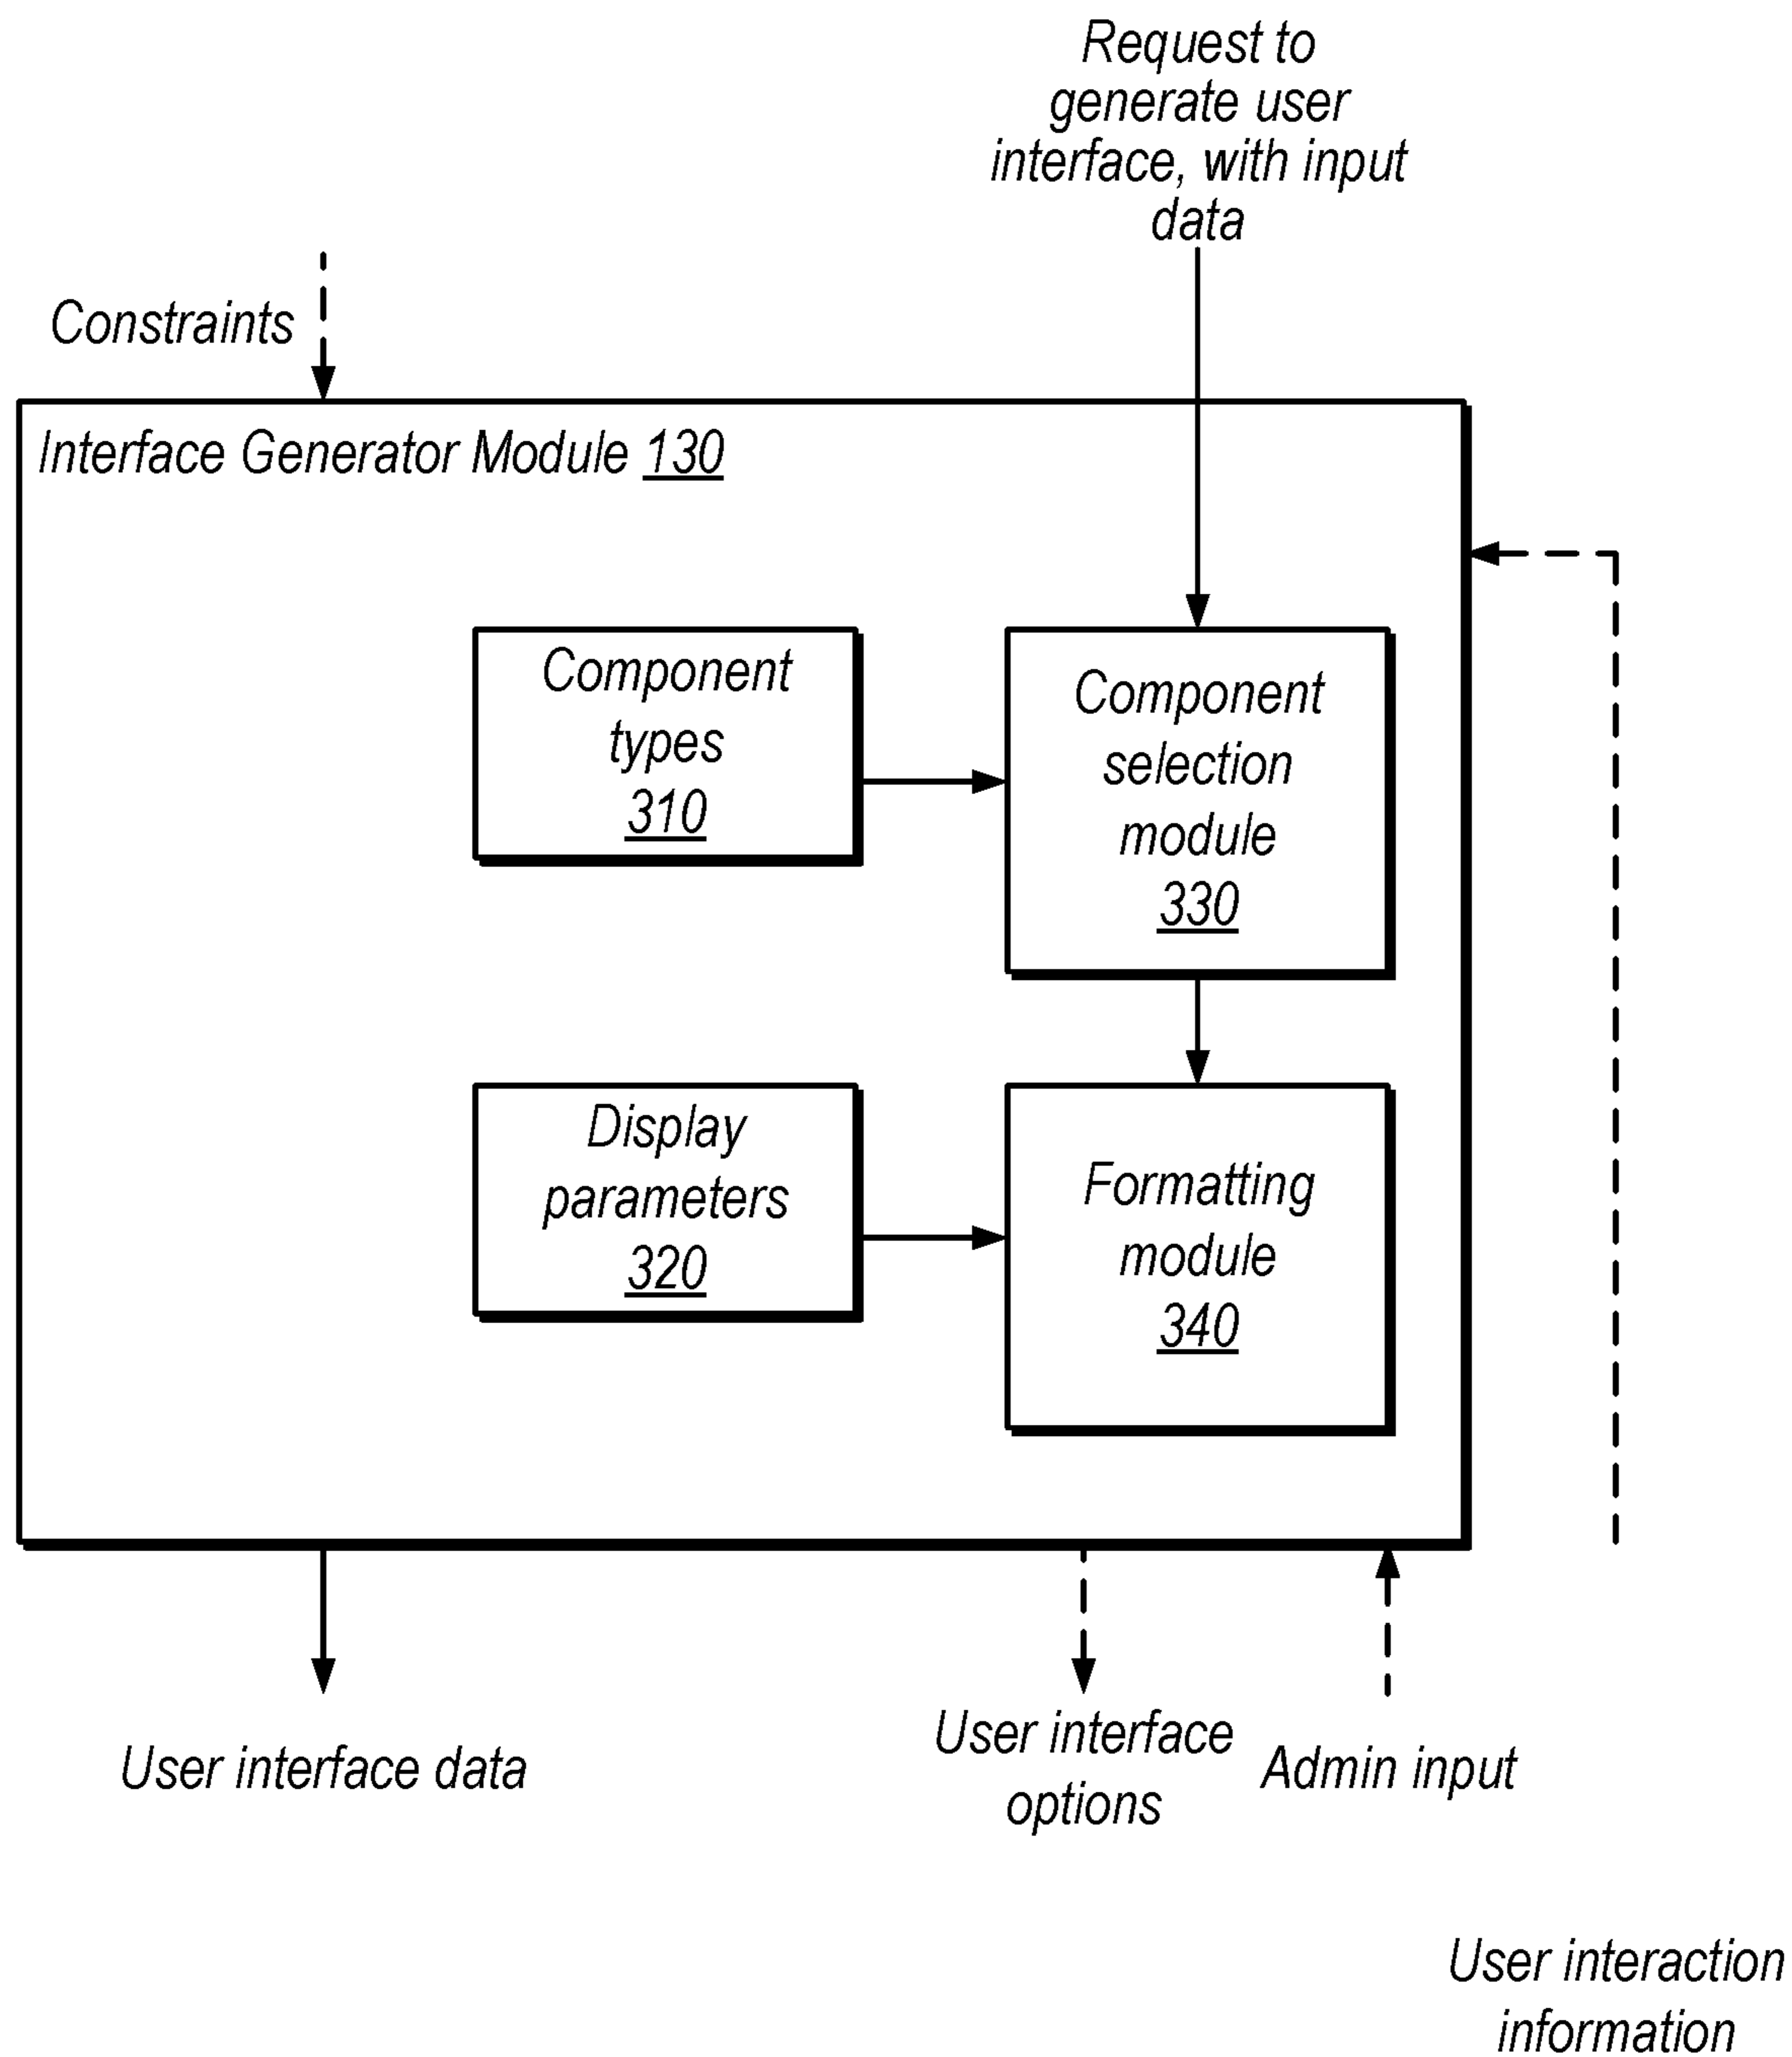 Request to
generate user
interface, with input
data
Constraints
Interface Generator Module 130
Component
types
310
Component
selection
module
330
Display
parameters
320
Formatting
module
340
User interface data
User interface
options
Admin input
User interaction
information